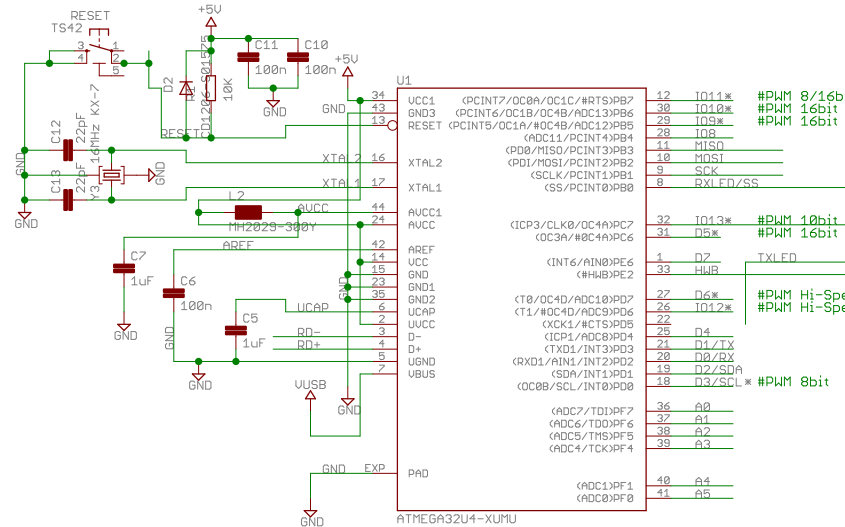 RESET
TS42
3
1
4
2
5
+5V
C11
100n
C10
100n
GND
D2
CD1206-S01575
R1
10K
RESET
+5V
GND
C12
22pF
C13
22pF
16MHz KX-7
Y3
GND
GND
GND
XTAL2
XTAL1
L2
MH2029-300Y
AVCC
AREF
C7
1uF
GND
C6
100n
GND
C5
1uF
UCAP
RD-
RD+
GND
GND
VUSB
GND
GND
EXP
GND
U1
34 VCC1
43 GND3
13 RESET
16 XTAL2
17 XTAL1
44 AVCC1
24 AVCC
42 AREF
14 VCC
15 GND
23 GND1
35 GND2
6 UCAP
2 UVCC
3 D-
4 D+
5 UGND
7 VBUS
PAD
(PCINT7/OC0A/OC1C/#RTS)PB7 12 IO11* #PWM 8/16b
(PCINT6/OC1B/OC4B/ADC13)PB6 30 IO10* #PWM 16bit
(PCINT5/OC1A/#OC4B/ADC12)PB5 29 IO9* #PWM 16bit
(ADC11/PCINT4)PB4 28 IO8
(PD0/MISO/PCINT3)PB3 11 MISO
(PDI/MOSI/PCINT2)PB2 10 MOSI
(SCLK/PCINT1)PB1 9 SCK
(SS/PCINT0)PB0 8 RXLED/SS
(ICP3/CLK0/OC4A)PC7 32 IO13* #PWM 10bit
(OC3A/#OC4A)PC6 31 D5* #PWM 16bit
(INT6/AIN0)PE6 1 D7 TXLED
(#HWB)PE2 33 HWB
(T0/OC4D/ADC10)PD7 27 D6* #PWM Hi-Spe
(T1/#OC4D/ADC9)PD6 26 IO12* #PWM Hi-Spe
(XCK1/#CTS)PD5 22
(ICP1/ADC8)PD4 25 D4
(TXD1/INT3)PD3 21 D1/TX
(RXD1/AIN1/INT2)PD2 20 D0/RX
(SDA/INT1)PD1 19 D2/SDA
(OC0B/SCL/INT0)PD0 18 D3/SCL* #PWM 8bit
(ADC7/TDI)PF7 36 A0
(ADC6/TDO)PF6 37 A1
(ADC5/TMS)PF5 38 A2
(ADC4/TCK)PF4 39 A3
(ADC1)PF1 40 A4
(ADC0)PF0 41 A5
ATMEGA32U4-XUMU